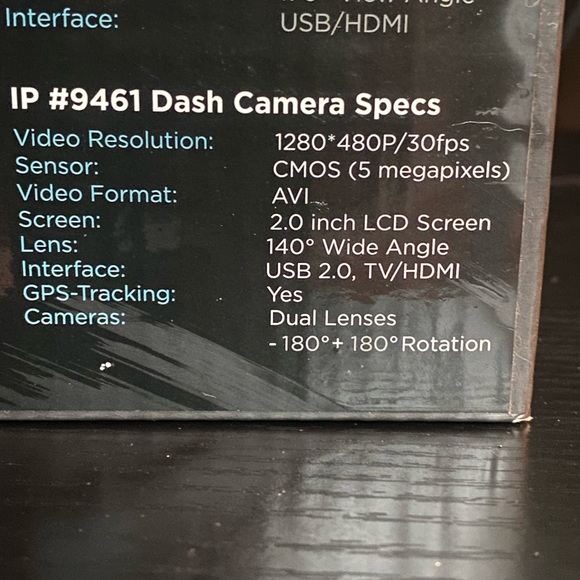 Angle
Interface: USB/HDMI
IP #9461 Dash Camera Specs
Video Resolution: 1280*480P/30fps
Sensor: CMOS (5 megapixels)
Video Format: AVI
Screen: 2.0 inch LCD Screen
Lens: 140° Wide Angle
Interface: USB 2.0, TV/HDMI
GPS-Tracking: Yes
Cameras: Dual Lenses
- 180°+ 180° Rotation